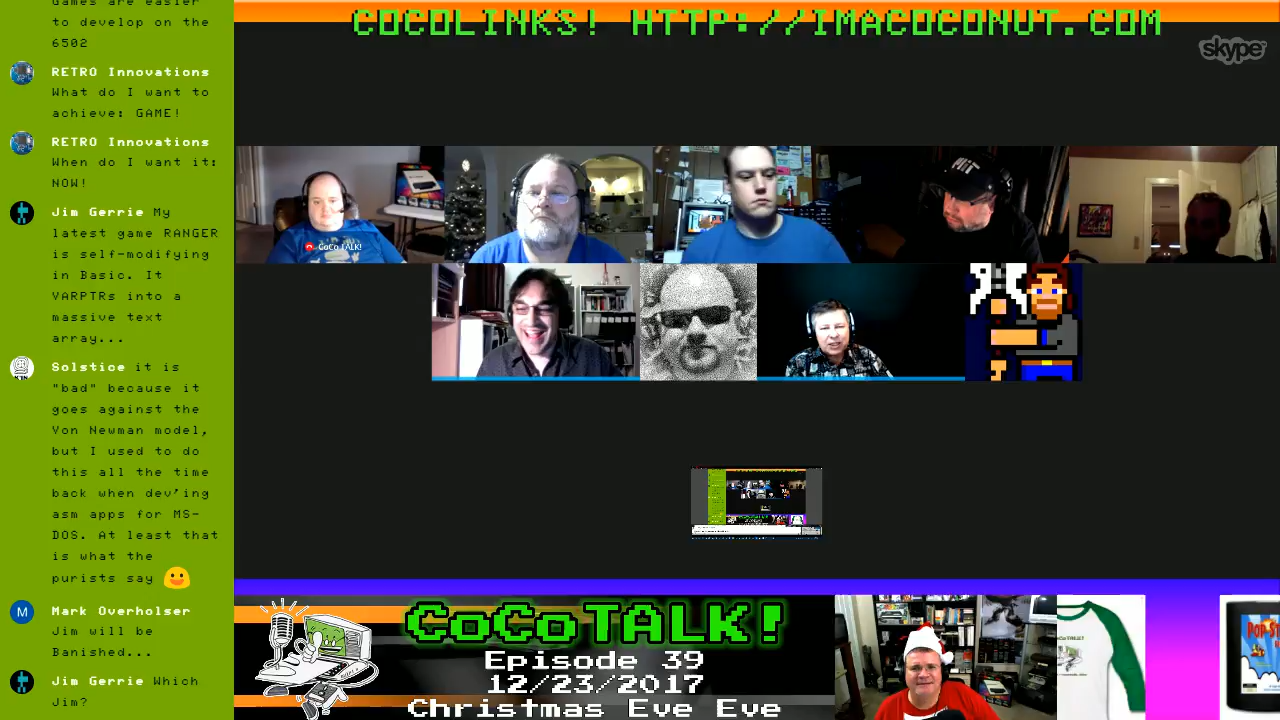 Games are easier
to develop on the
6502
RETRO Innovations
What do I want to
achieve: GAME!
RETRO Innovations
When do I want it:
NOW!
Jim Gerrie My
latest game RANGER
is self-modifying
in Basic. It
VARPTRs into a
massive text
array...
Solstice it is
"bad" because it
goes against the
Von Newman model,
but I used to do
this all the time
back when dev'ing
asm apps for MS-
DOS. At least that
is what the
purists say
M
Mark Overholser
Jim will be
Banished...
Jim Gerrie Which
Jim?
COCOLINKS! HTTP://IMACOCONUT.COM
skype
CoCo TALK!
MIT
CoCoTALK!
Episode 39
12/23/2017
Christmas Eve Eve